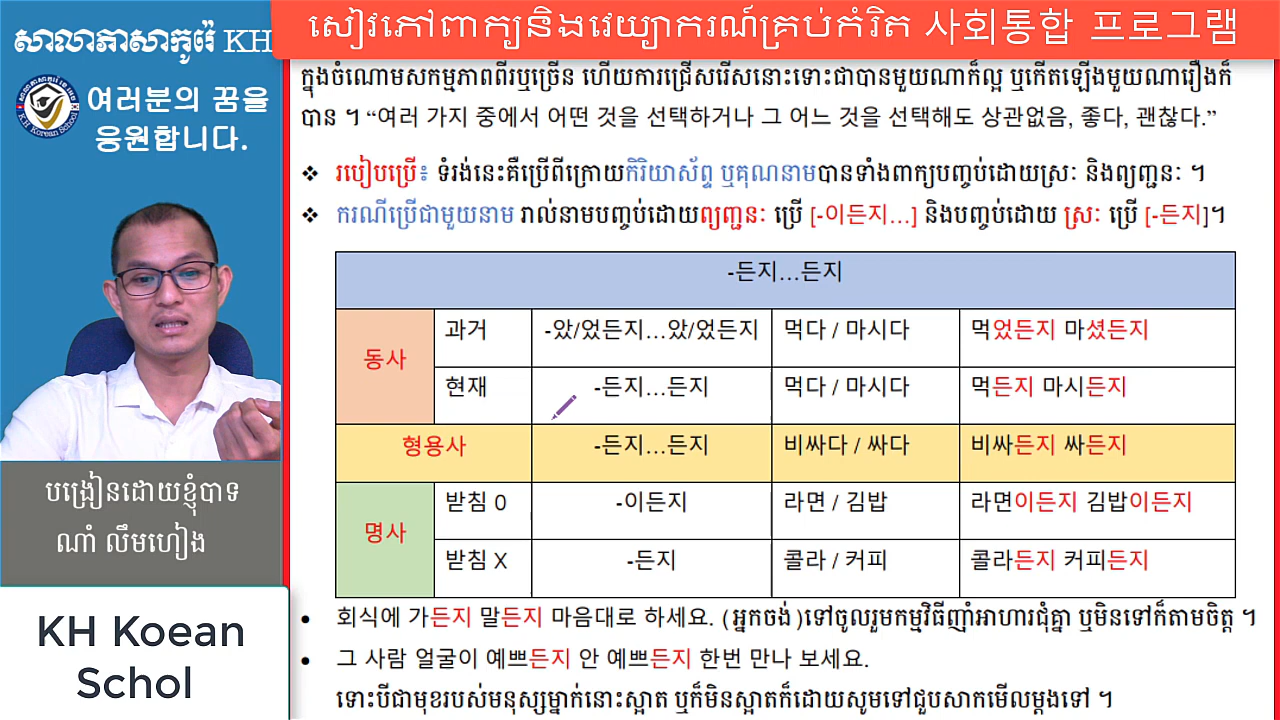 សាលាភាសាកូរ៉េ KH
សៀវភៅពាក្យនិងវេយ្យាករណ៍គ្រប់កំរិត 사회통합 프로그램
여러분의 꿈을
응원합니다.
ក្នុងចំណោមសកម្មភាពពីរឬច្រើន ហើយការជ្រើសរើសនោះទោះជាបានមួយណាក៏ល្អ ឬកើតឡើងមួយណារឿងក៏
បាន ។ “여러 가지 중에서 어떤 것을 선택하거나 그 어느 것을 선택해도 상관없음, 좋다, 괜찮다.”
❖ របៀបប្រើ៖ ទំរង់នេះគឺប្រើពីក្រោយកិរិយាស័ព្ទ ឬគុណនាមបានទាំងពាក្យបញ្ចប់ដោយស្រៈ និងព្យញ្ជនៈ ។
❖ ករណីប្រើជាមួយនាម រាល់នាមបញ្ចប់ដោយព្យញ្ជនៈ ប្រើ [-이든지...] និងបញ្ចប់ដោយ ស្រៈ ប្រើ [-든지]។
-든지...든지
동사 과거 -았/었든지...았/었든지 먹다 / 마시다 먹었든지 마셨든지
현재 -든지...든지 먹다 / 마시다 먹든지 마시든지
형용사 -든지...든지 비싸다 / 싸다 비싸든지 싸든지
명사 받침 0 -이든지 라면 / 김밥 라면이든지 김밥이든지
받침 X -든지 콜라 / 커피 콜라든지 커피든지
• 회식에 가든지 말든지 마음대로 하세요. (អ្នកចង់)ទៅចូលរួមកម្មវិធីញ៉ាំអាហារជុំគ្នា ឬមិនទៅក៏តាមចិត្ត ។
• 그 사람 얼굴이 예쁘든지 안 예쁘든지 한번 만나 보세요.
ទោះបីជាមុខរបស់មនុស្សម្នាក់នោះស្អាត ឬក៏មិនស្អាតក៏ដោយសូមទៅជួបសាកមើលម្តងទៅ ។
បង្រៀនដោយខ្ញុំបាទ
ណាំ លឹមហៀង
KH Koean
Schol